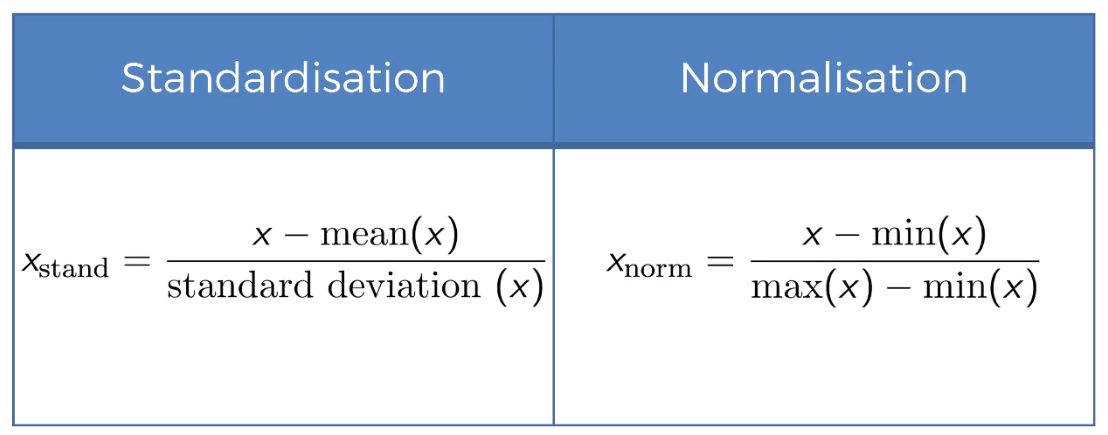 Standardisation
Normalisation
x_stand = (x − mean(x)) / (standard deviation (x))
x_norm = (x − min(x)) / (max(x) − min(x))